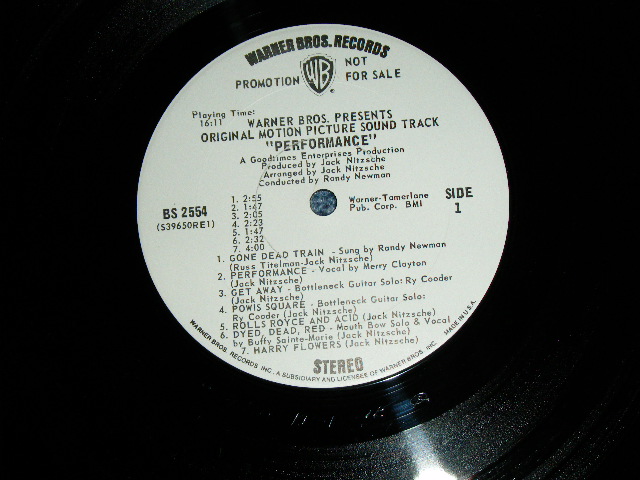 WARNER BROS. RECORDS
PROMOTION WB NOT FOR SALE
Playing Time:
16:11
WARNER BROS. PRESENTS
ORIGINAL MOTION PICTURE SOUND TRACK
"PERFORMANCE"
A Goodtimes Enterprises Production
Produced by Jack Nitzsche
Arranged by Jack Nitzsche
Conducted by Randy Newman
BS 2554
(S39650RE1)
1. 2:55
2. 1:47
3. 2:05
4. 2:23
5. 1:47
6. 2:32
7. 4:00
Warner-Tamerlane
Pub. Corp. BMI
SIDE
1
1. GONE DEAD TRAIN - Sung by Randy Newman
(Russ Titelman-Jack Nitzsche)
2. PERFORMANCE - Vocal by Merry Clayton
(Jack Nitzsche)
3. GET AWAY - Bottleneck Guitar Solo: Ry Cooder
(Jack Nitzsche)
4. POWIS SQUARE - Bottleneck Guitar Solo:
Ry Cooder (Jack Nitzsche)
5. ROLLS ROYCE AND ACID (Jack Nitzsche)
6. DYED, DEAD, RED - Mouth Bow Solo & Vocal
by Buffy Sainte-Marie (Jack Nitzsche)
7. HARRY FLOWERS (Jack Nitzsche)
STEREO
WARNER BROS. RECORDS INC. A SUBSIDIARY AND LICENSEE OF WARNER BROS. INC. MADE IN U.S.A.